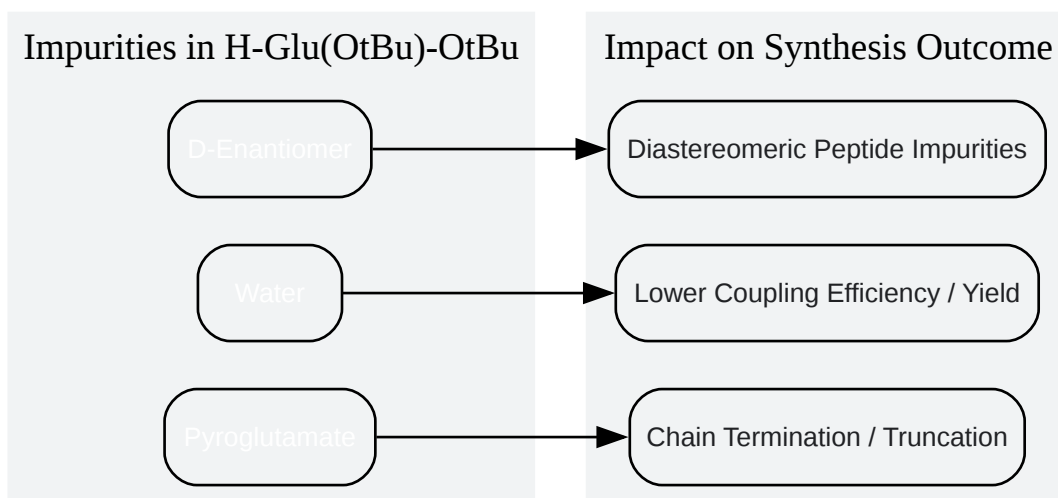 Impurities in H-Glu(OtBu)-OtBu
Impact on Synthesis Outcome
D-Enantiomer
Diastereomeric Peptide Impurities
Water
Lower Coupling Efficiency / Yield
Pyroglutamate
Chain Termination / Truncation